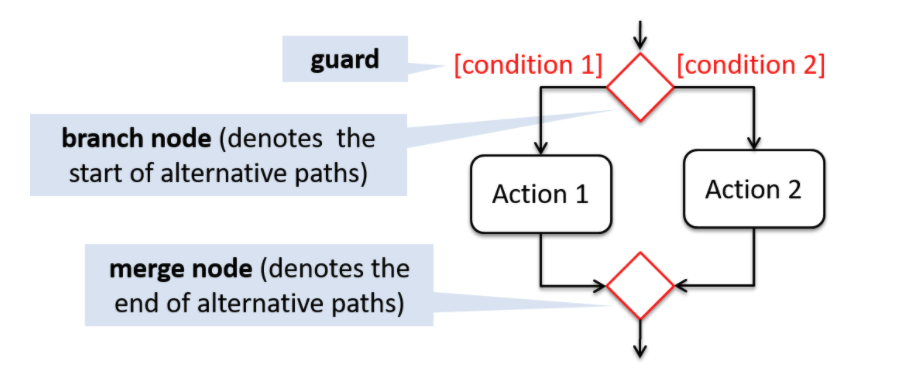 guard
[condition 1]
[condition 2]
branch node (denotes the
start of alternative paths)
Action 1
Action 2
merge node (denotes the
end of alternative paths)